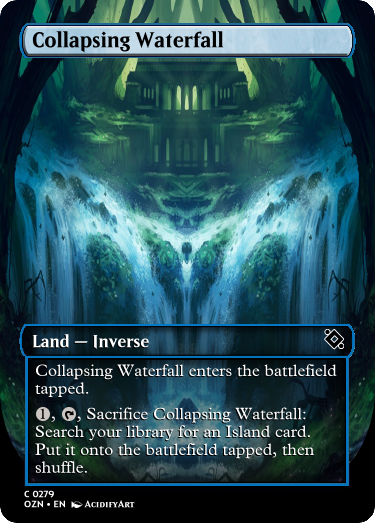 Collapsing Waterfall
Land — Inverse
Collapsing Waterfall enters the battlefield
tapped.
1, T, Sacrifice Collapsing Waterfall:
Search your library for an Island card.
Put it onto the battlefield tapped, then
shuffle.
C 0279
OZN • EN AcidifyArt